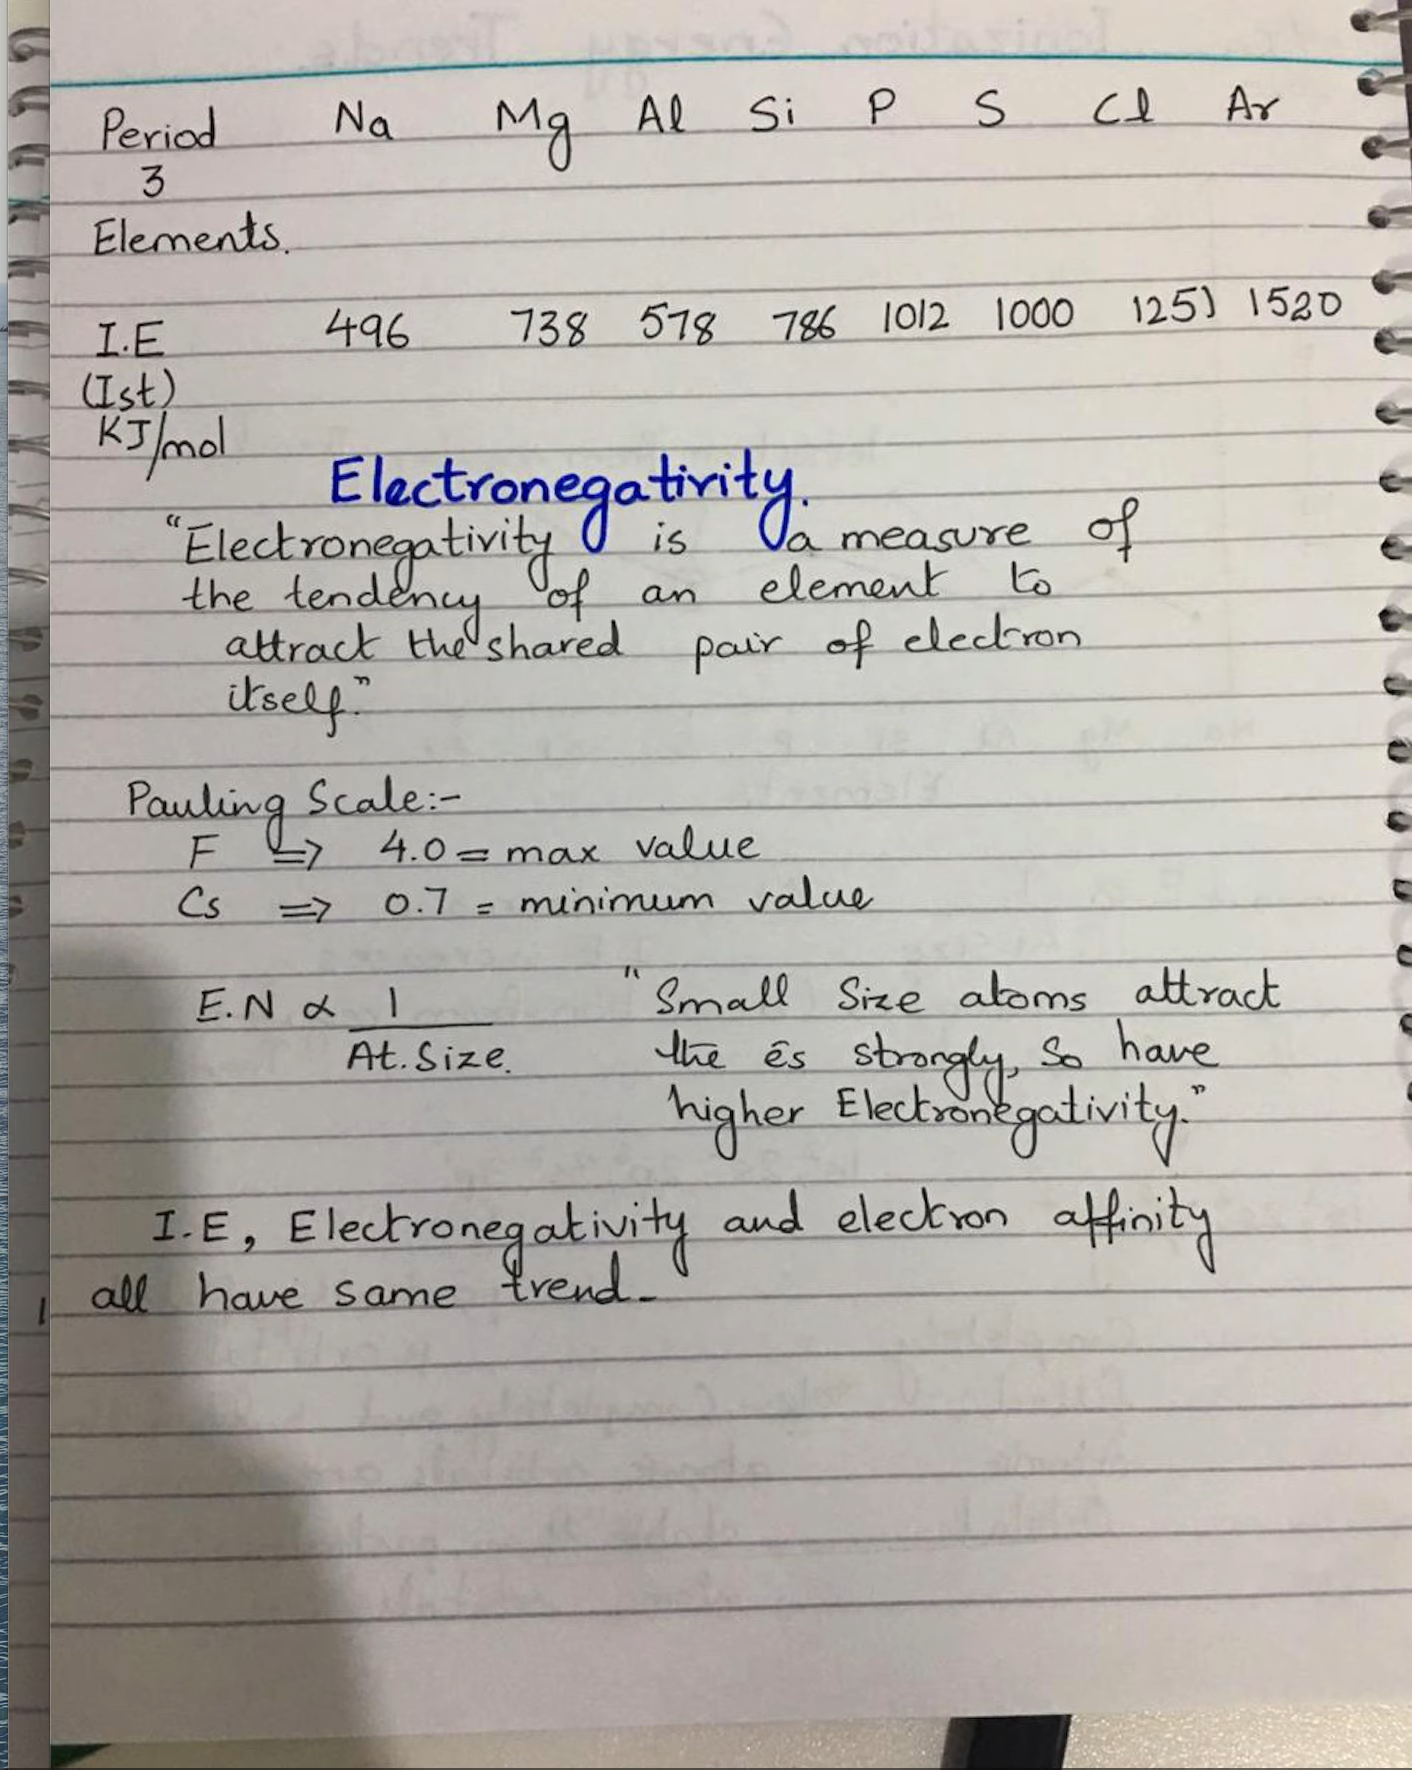 Period Na Mg Al Si P S Cl Ar
3
Elements.
I.E 496 738 578 786 1012 1000 1251 1520
(Ist)
KJ/mol
Electronegativity.
"Electronegativity is a measure of
the tendency of an element to
attract the shared pair of electron
itself."
Pauling Scale:-
F => 4.0 = max value
Cs => 0.7 = minimum value
E.N ∝ 1
At. Size.
"Small Size atoms attract
the ēs strongly, So have
higher Electronegativity."
I.E, Electronegativity and electron affinity
all have same trend-